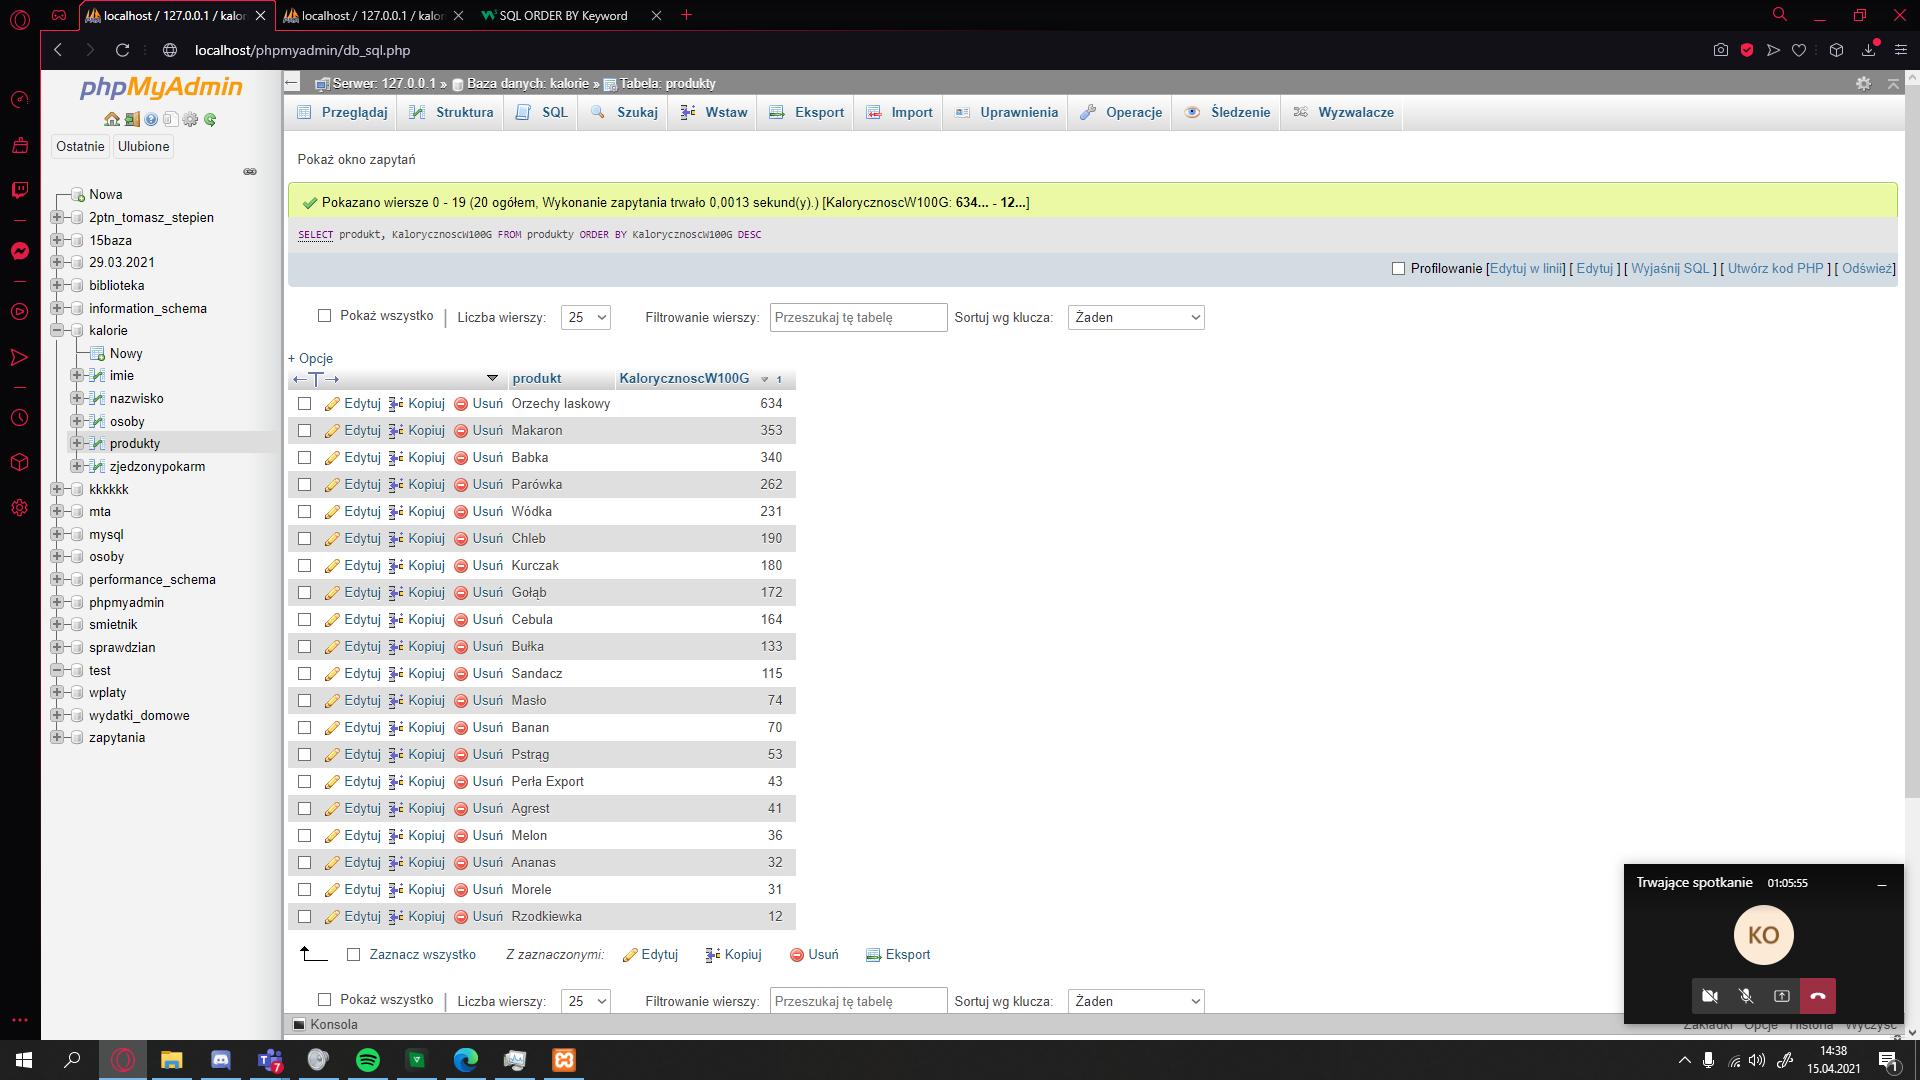 localhost / 127.0.0.1 / kalor
localhost / 127.0.0.1 / kalor
SQL ORDER BY Keyword
localhost/phpmyadmin/db_sql.php
phpMyAdmin
Ostatnie
Ulubione
Nowa
2ptn_tomasz_stepien
15baza
29.03.2021
biblioteka
information_schema
kalorie
Nowy
imie
nazwisko
osoby
produkty
zjedzonypokarm
kkkkkk
mta
mysql
osoby
performance_schema
phpmyadmin
smietnik
sprawdzian
test
wplaty
wydatki_domowe
zapytania
Serwer: 127.0.0.1 » Baza danych: kalorie » Tabela: produkty
Przeglądaj Struktura SQL Szukaj Wstaw Eksport Import Uprawnienia Operacje Śledzenie Wyzwalacze
Pokaż okno zapytań
Pokazano wiersze 0 - 19 (20 ogółem, Wykonanie zapytania trwało 0,0013 sekund(y).) [KalorycznoscW100G: 634... - 12...]
SELECT produkt, KalorycznoscW100G FROM produkty ORDER BY KalorycznoscW100G DESC
Profilowanie [Edytuj w linii] [ Edytuj ] [ Wyjaśnij SQL ] [ Utwórz kod PHP ] [ Odśwież]
Pokaż wszystko | Liczba wierszy: 25 Filtrowanie wierszy: Przeszukaj tę tabelę Sortuj wg klucza: Żaden
+ Opcje
←T→ produkt KalorycznoscW100G 1
Edytuj Kopiuj Usuń Orzechy laskowy 634
Edytuj Kopiuj Usuń Makaron 353
Edytuj Kopiuj Usuń Babka 340
Edytuj Kopiuj Usuń Parówka 262
Edytuj Kopiuj Usuń Wódka 231
Edytuj Kopiuj Usuń Chleb 190
Edytuj Kopiuj Usuń Kurczak 180
Edytuj Kopiuj Usuń Gołąb 172
Edytuj Kopiuj Usuń Cebula 164
Edytuj Kopiuj Usuń Bułka 133
Edytuj Kopiuj Usuń Sandacz 115
Edytuj Kopiuj Usuń Masło 74
Edytuj Kopiuj Usuń Banan 70
Edytuj Kopiuj Usuń Pstrąg 53
Edytuj Kopiuj Usuń Perła Export 43
Edytuj Kopiuj Usuń Agrest 41
Edytuj Kopiuj Usuń Melon 36
Edytuj Kopiuj Usuń Ananas 32
Edytuj Kopiuj Usuń Morele 31
Edytuj Kopiuj Usuń Rzodkiewka 12
Zaznacz wszystko Z zaznaczonymi: Edytuj Kopiuj Usuń Eksport
Pokaż wszystko | Liczba wierszy: 25 Filtrowanie wierszy: Przeszukaj tę tabelę Sortuj wg klucza: Żaden
Konsola
Zakładki Opcje Historia Wyczyść
Trwające spotkanie 01:05:55
KO
7
14:38
15.04.2021
1